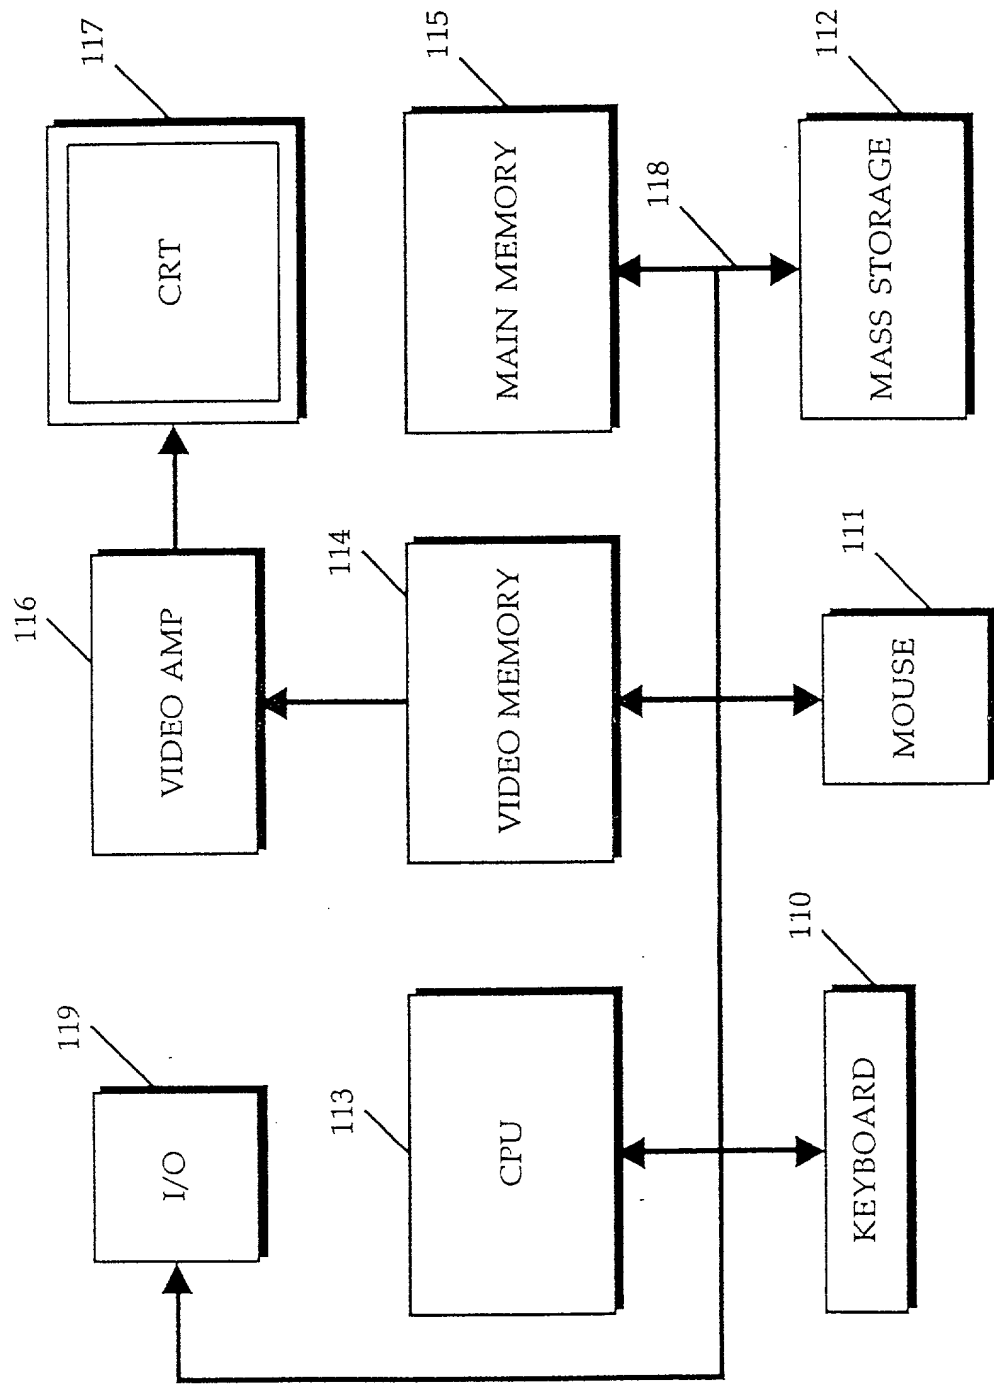 119
I/O
116
VIDEO AMP
117
CRT
113
CPU
114
VIDEO MEMORY
115
MAIN MEMORY
118
110
KEYBOARD
111
MOUSE
112
MASS STORAGE